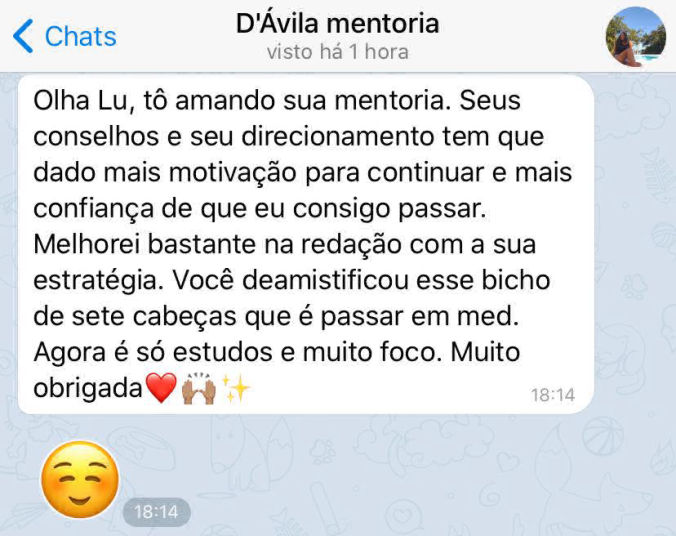 Chats
D'Ávila mentoria
visto há 1 hora
Olha Lu, tô amando sua mentoria. Seus
conselhos e seu direcionamento tem que
dado mais motivação para continuar e mais
confiança de que eu consigo passar.
Melhorei bastante na redação com a sua
estratégia. Você deamistificou esse bicho
de sete cabeças que é passar em med.
Agora é só estudos e muito foco. Muito
obrigada❤️🙌🏽✨
18:14
18:14